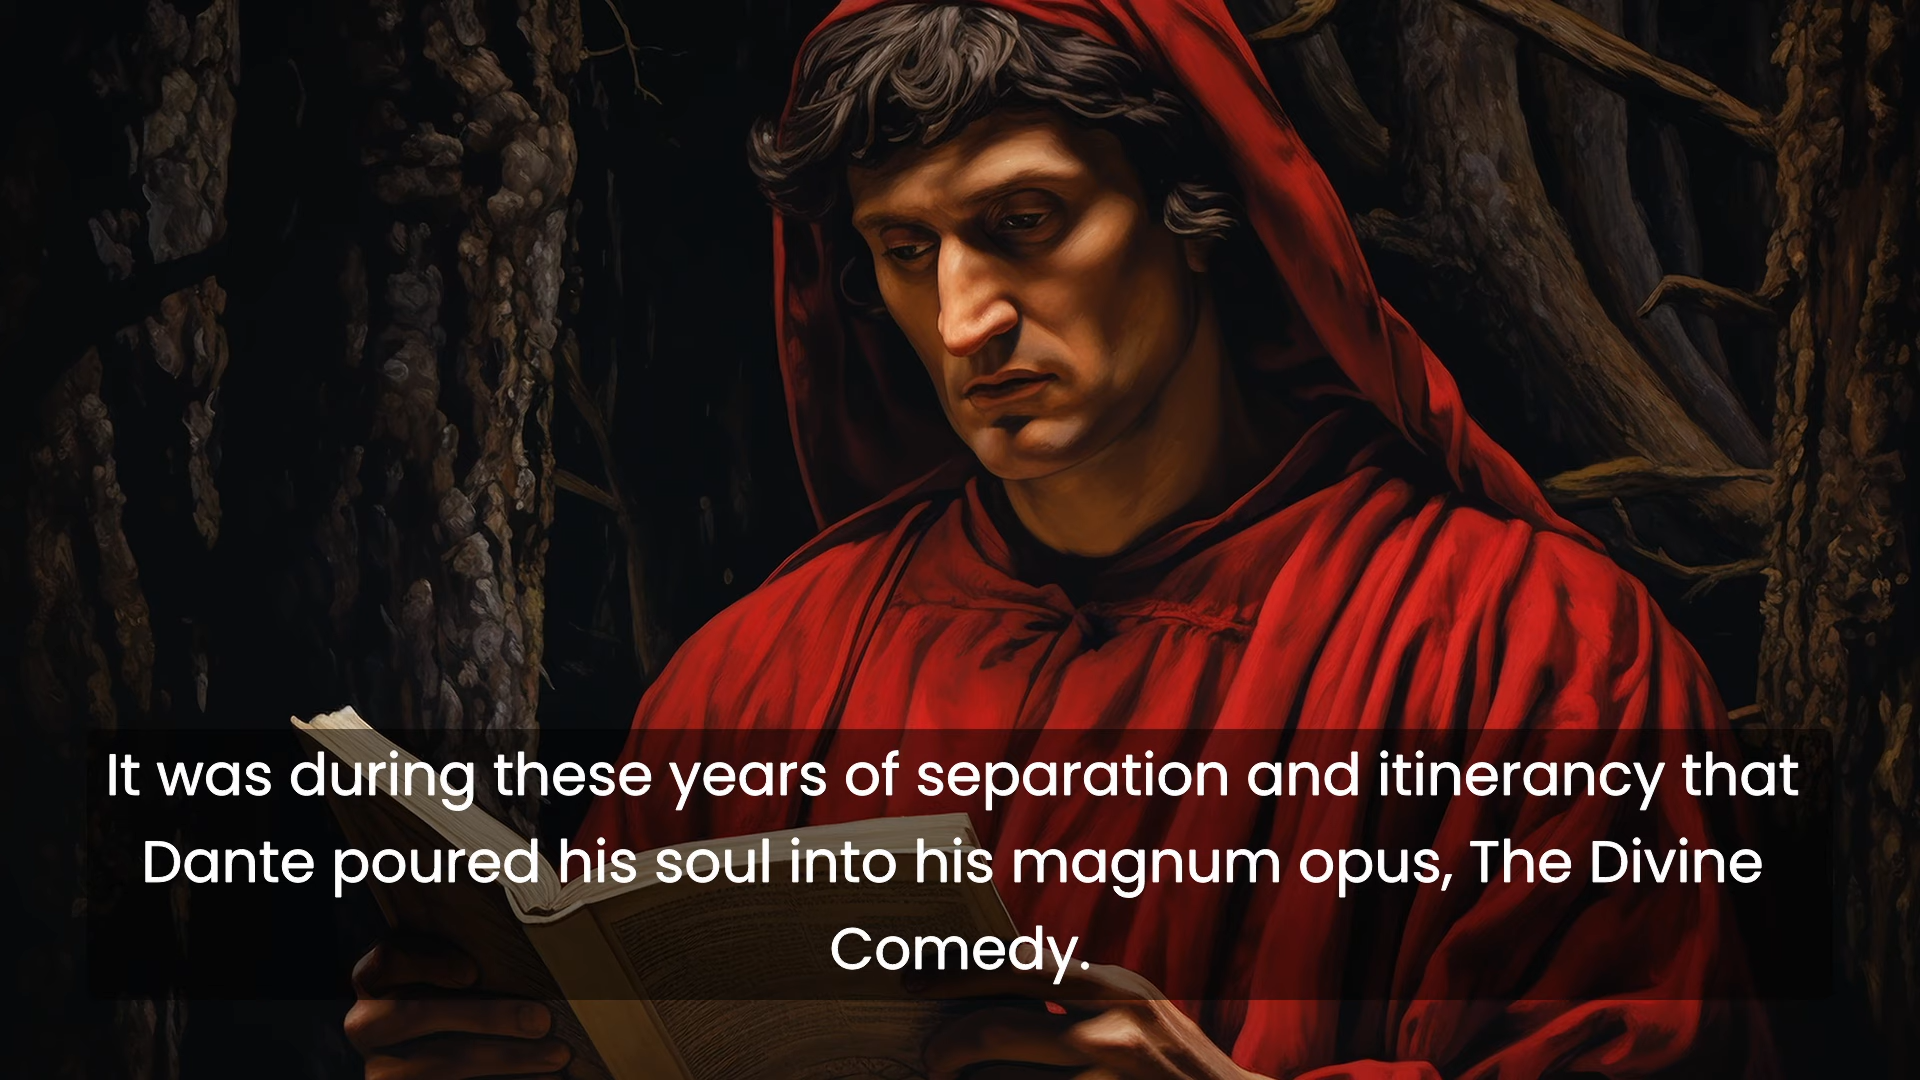 It was during these years of separation and itinerancy that
Dante poured his soul into his magnum opus, The Divine
Comedy.